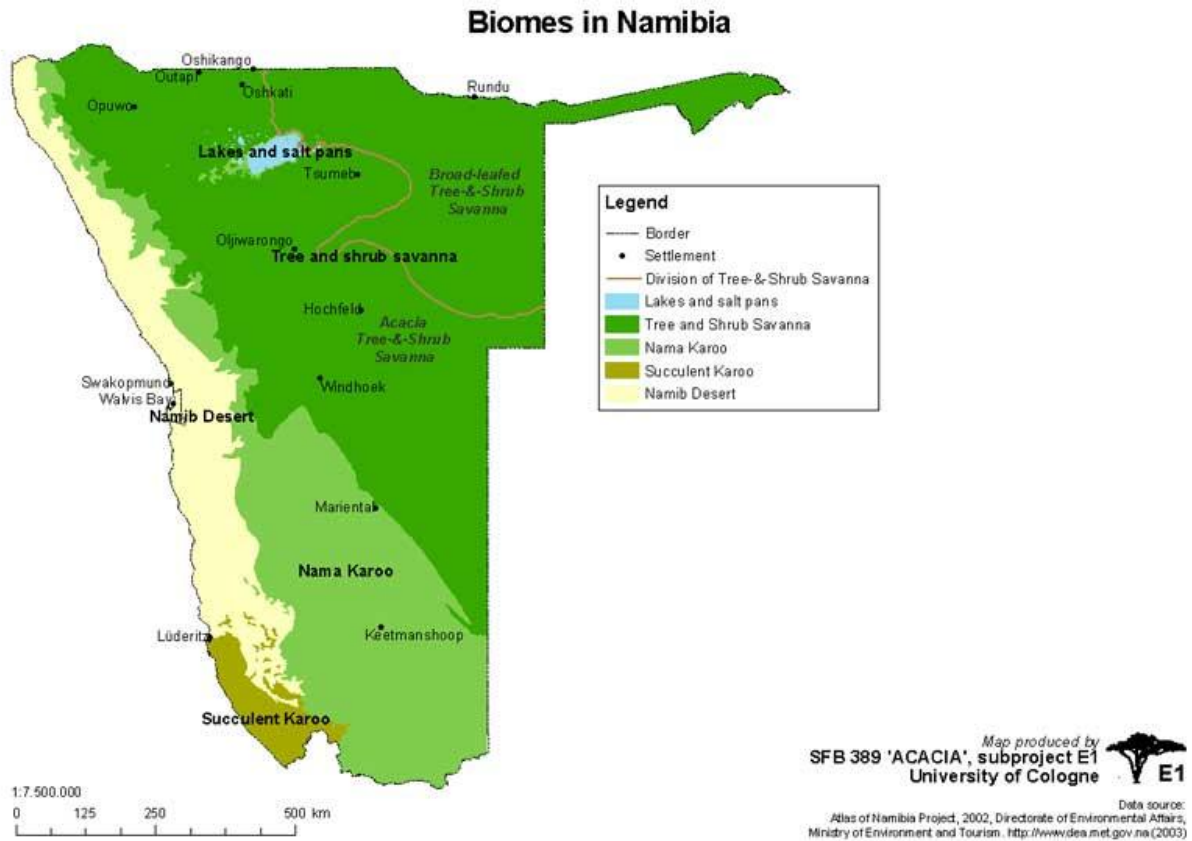 Biomes in Namibia
Oshikango
Outapi
Oshkati
Opuwo
Rundu
Lakes and salt pans
Tsumeb
Broad-leafed
Tree-&-Shrub
Savanna
Otjiwarongo
Tree and shrub savanna
Hochfeld
Acacia
Tree-&-Shrub
Savanna
Windhoek
Swakopmund
Walvis Bay
Namib Desert
Mariental
Nama Karoo
Lüderitz
Keetmanshoop
Succulent Karoo
Legend
Border
Settlement
Division of Tree-&-Shrub Savanna
Lakes and salt pans
Tree and Shrub Savanna
Nama Karoo
Succulent Karoo
Namib Desert
1:7.500.000
0 125 250 500 km
Map produced by
SFB 389 'ACACIA', subproject E1
University of Cologne
E1
Data source:
Atlas of Namibia Project, 2002, Directorate of Environmental Affairs,
Ministry of Environment and Tourism. http://www.dea.met.gov.na (2003)